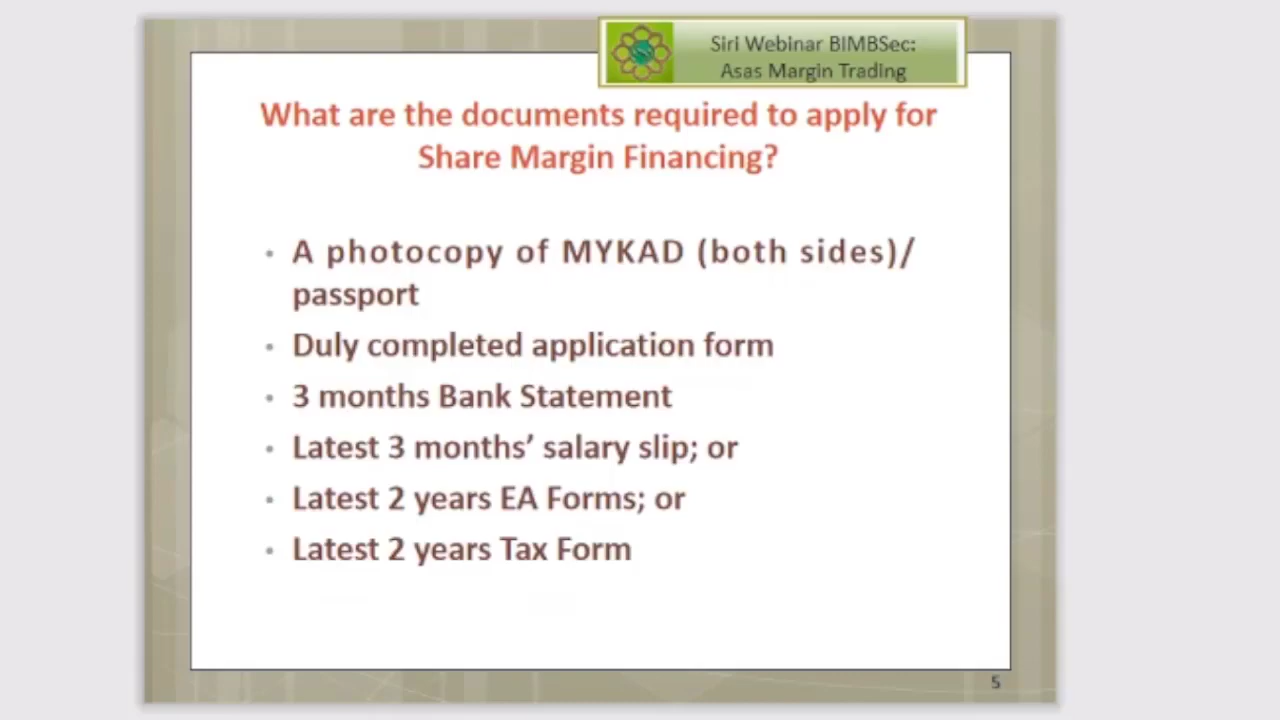 Siri Webinar BIMBSec:
Asas Margin Trading
What are the documents required to apply for
Share Margin Financing?
• A photocopy of MYKAD (both sides)/
passport
• Duly completed application form
• 3 months Bank Statement
• Latest 3 months’ salary slip; or
• Latest 2 years EA Forms; or
• Latest 2 years Tax Form
5